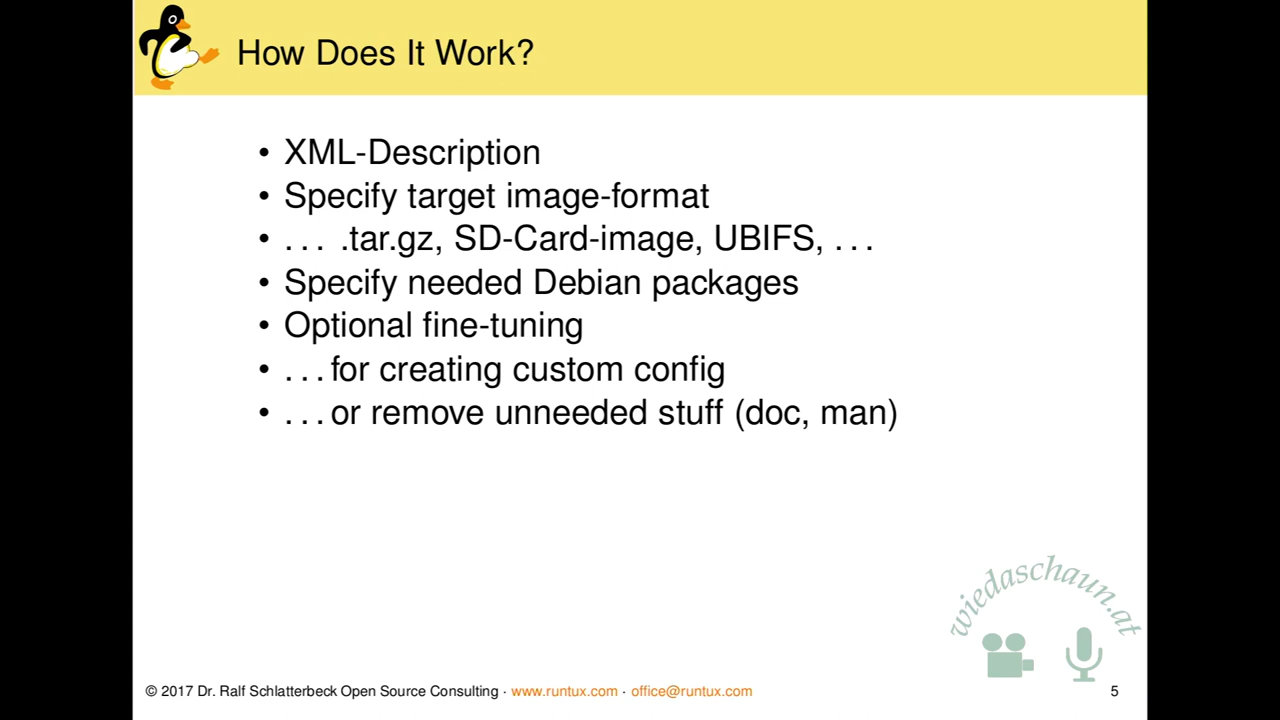 How Does It Work?
• XML-Description
• Specify target image-format
• . . . .tar.gz, SD-Card-image, UBIFS, . . .
• Specify needed Debian packages
• Optional fine-tuning
• . . . for creating custom config
• . . . or remove unneeded stuff (doc, man)
wiedaschaun.at
© 2017 Dr. Ralf Schlatterbeck Open Source Consulting · www.runtux.com · office@runtux.com 5